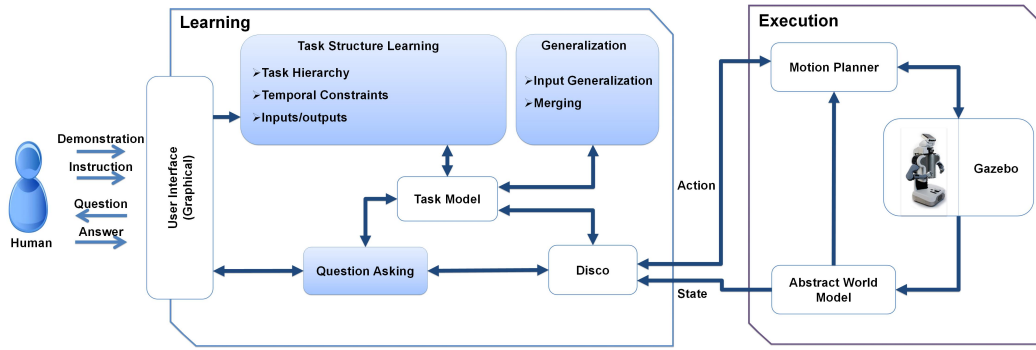 Learning
Execution
Task Structure Learning
➢Task Hierarchy
➢Temporal Constraints
➢Inputs/outputs
Generalization
➢Input Generalization
➢Merging
Motion Planner
Gazebo
Demonstration
Instruction
Question
Answer
Human
User Interface
(Graphical)
Task Model
Action
Question Asking
Disco
State
Abstract World
Model